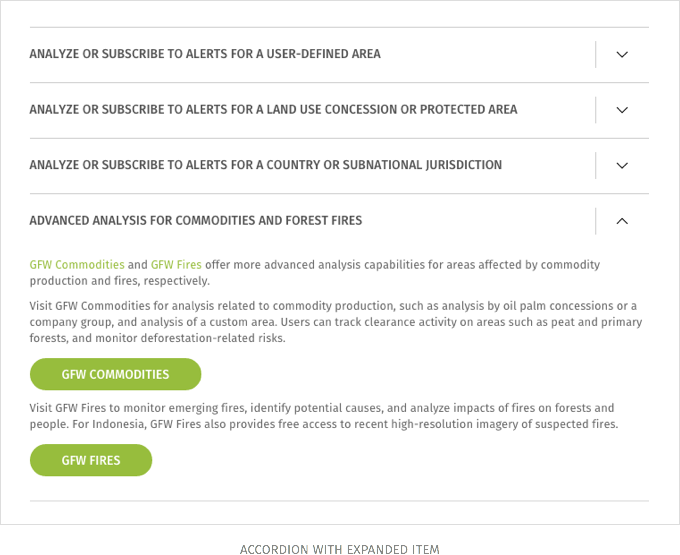 ANALYZE OR SUBSCRIBE TO ALERTS FOR A USER-DEFINED AREA
ANALYZE OR SUBSCRIBE TO ALERTS FOR A LAND USE CONCESSION OR PROTECTED AREA
ANALYZE OR SUBSCRIBE TO ALERTS FOR A COUNTRY OR SUBNATIONAL JURISDICTION
ADVANCED ANALYSIS FOR COMMODITIES AND FOREST FIRES
GFW Commodities and GFW Fires offer more advanced analysis capabilities for areas affected by commodity
production and fires, respectively.
Visit GFW Commodities for analysis related to commodity production, such as analysis by oil palm concessions or a
company group, and analysis of a custom area. Users can track clearance activity on areas such as peat and primary
forests, and monitor deforestation-related risks.
GFW COMMODITIES
Visit GFW Fires to monitor emerging fires, identify potential causes, and analyze impacts of fires on forests and
people. For Indonesia, GFW Fires also provides free access to recent high-resolution imagery of suspected fires.
GFW FIRES
ACCORDION WITH EXPANDED ITEM